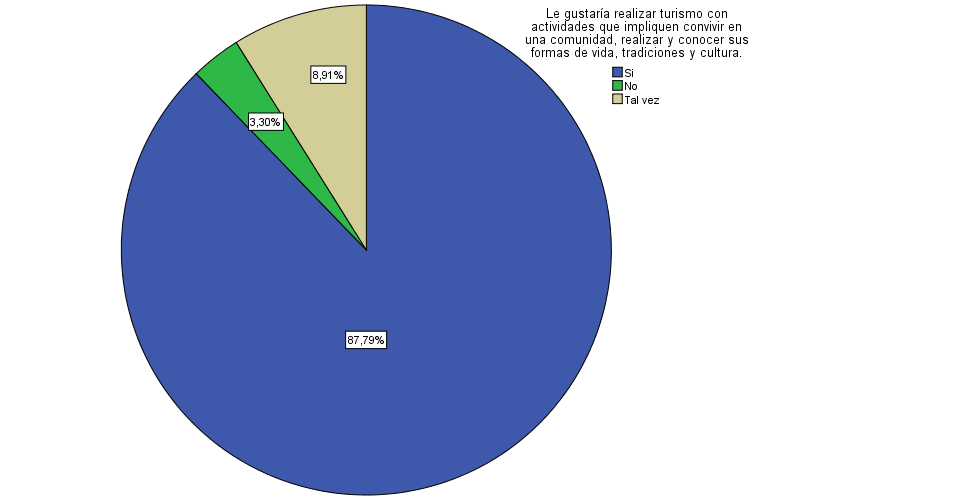 Le gustaría realizar turismo con
actividades que impliquen convivir en
una comunidad, realizar y conocer sus
formas de vida, tradiciones y cultura.
Si
No
Tal vez
8,91%
3,30%
87,79%